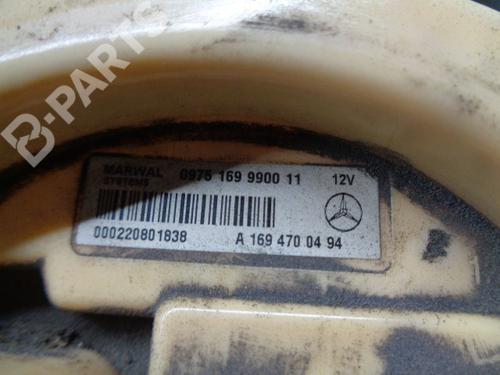 B-PARTS
MARWAL 0975 169 9900 11 12V
SYSTEMS
000220801838 A 169 470 04 94